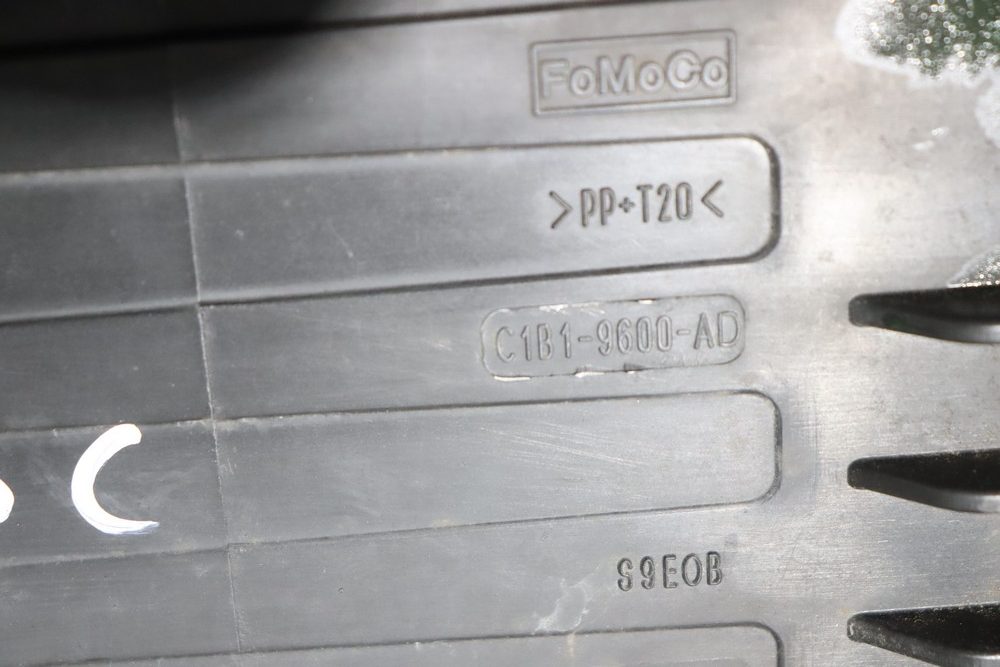 FoMoCo
>PP+T20<
C1B1-9600-AD
C
S9EOB